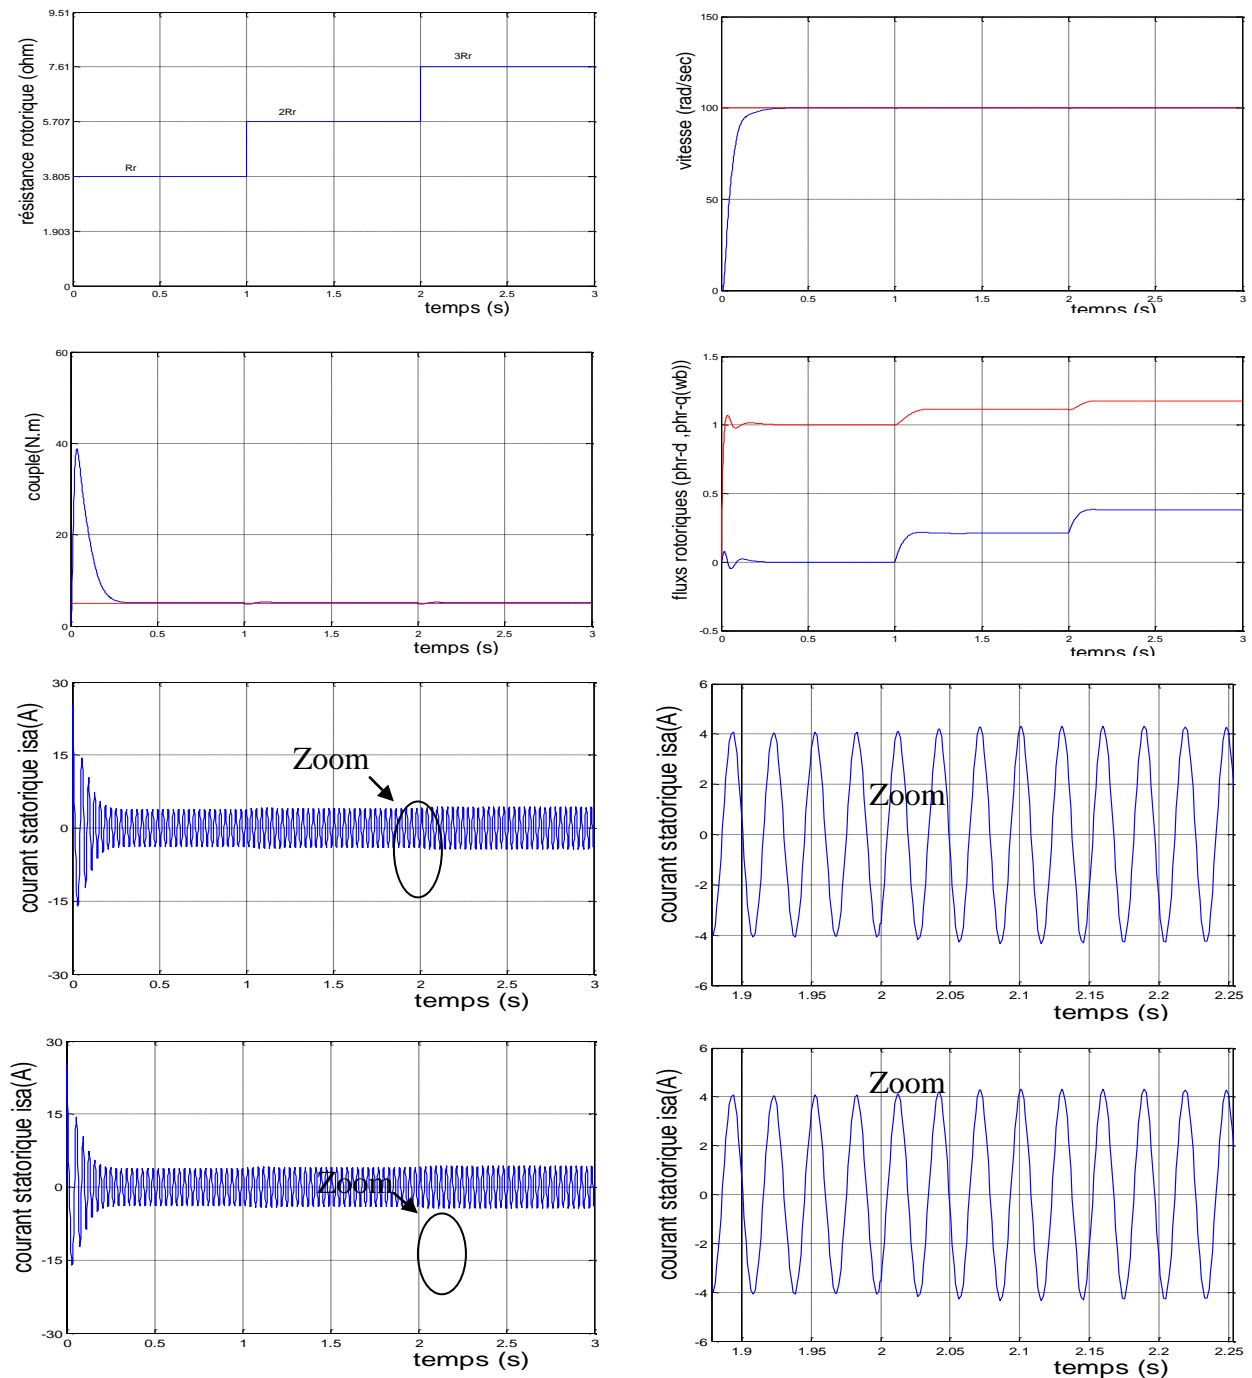 résistance rotorique (ohm)
9.51
7.61
5.707
3.805
1.903
0
Rr
2Rr
3Rr
0 0.5 1 1.5 2 2.5 3
temps (s)
vitesse (rad/sec)
150
100
50
0
0 0.5 1 1.5 2 2.5 3
temps (s)
couple(N.m)
60
40
20
0
0 0.5 1 1.5 2 2.5 3
temps (s)
fluxs rotoriques (phr-d ,phr-q(wb))
1.5
1
0.5
0
-0.5
0 0.5 1 1.5 2 2.5 3
temps (s)
courant statorique isa(A)
30
15
0
-15
-30
Zoom
0 0.5 1 1.5 2 2.5 3
temps (s)
courant statorique isa(A)
6
4
2
0
-2
-4
-6
Zoom
1.9 1.95 2 2.05 2.1 2.15 2.2 2.25
temps (s)
courant statorique isa(A)
30
15
0
-15
-30
Zoom
0 0.5 1 1.5 2 2.5 3
temps (s)
courant statorique isa(A)
6
4
2
0
-2
-4
-6
Zoom
1.9 1.95 2 2.05 2.1 2.15 2.2 2.25
temps (s)